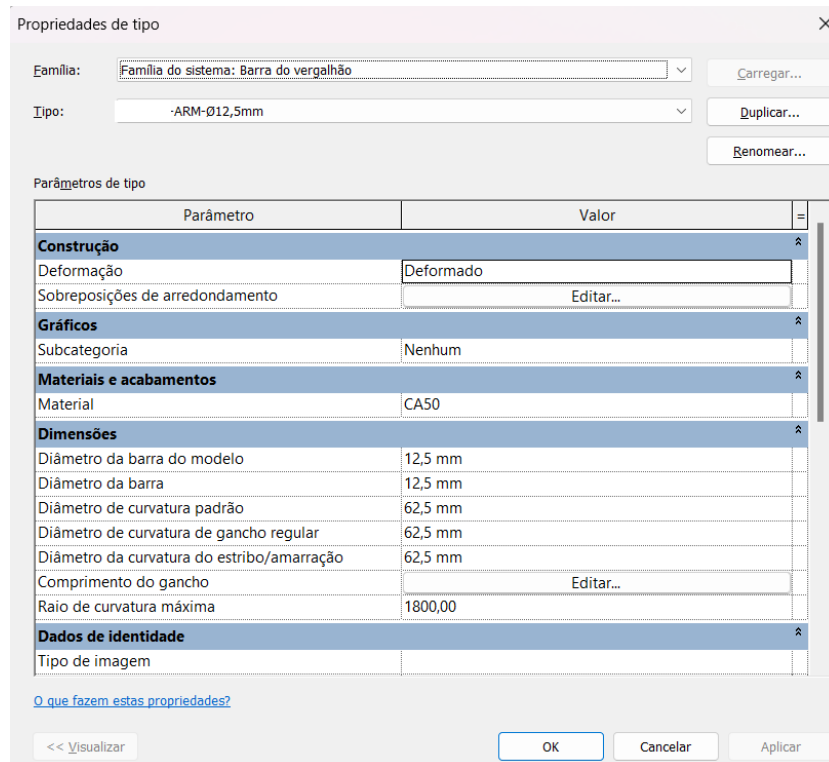 Propriedades de tipo
Família: Família do sistema: Barra do vergalhão Carregar...
Tipo: -ARM-Ø12,5mm Duplicar...
Renomear...
Parâmetros de tipo
Parâmetro Valor =
Construção
Deformação Deformado
Sobreposições de arredondamento Editar...
Gráficos
Subcategoria Nenhum
Materiais e acabamentos
Material CA50
Dimensões
Diâmetro da barra do modelo 12,5 mm
Diâmetro da barra 12,5 mm
Diâmetro de curvatura padrão 62,5 mm
Diâmetro de curvatura de gancho regular 62,5 mm
Diâmetro da curvatura do estribo/amarração 62,5 mm
Comprimento do gancho Editar...
Raio de curvatura máxima 1800,00
Dados de identidade
Tipo de imagem
O que fazem estas propriedades?
<< Visualizar OK Cancelar Aplicar